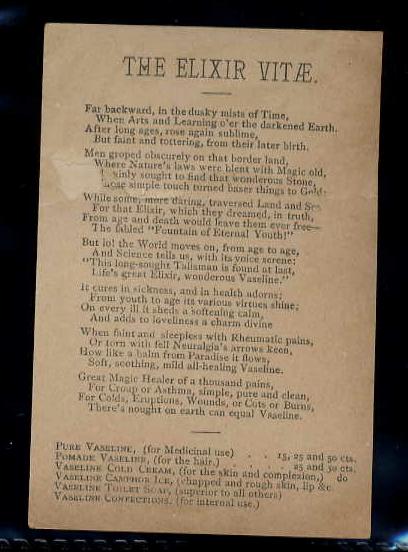 THE ELIXIR VITÆ.
Far backward, in the dusky mists of Time,
When Arts and Learning o'er the darkened Earth.
After long ages, rose again sublime,
But faint and tottering, from their later birth.
Men groped obscurely on that border land,
Where Nature's laws were blent with Magic old,
sought to find that wonderous Stone,
simple touch turned baser things to Gold;
While some, more daring, traversed Land and
For that Elixir, which they dreamed, in truth,
From age and death would leave them ever free—
The fabled "Fountain of Eternal Youth!"
But lo! the World moves on, from age to age,
And Science tells us, with its voice serene:
"This long-sought Talisman is found at last,
Life's great Elixir, wonderous Vaseline."
It cures in sickness, and in health adorns;
From youth to age its various virtues shine;
On every ill it sheds a softening calm,
And adds to loveliness a charm divine
When faint and sleepless with Rheumatic pains,
Or torn with fell Neuralgia's arrows keen,
How like a balm from Paradise it flows,
Soft, soothing, mild all-healing Vaseline.
Great Magic Healer of a thousand pains,
For Croup or Asthma, simple, pure and clean,
For Colds, Eruptions, Wounds, or Cuts or Burns,
There's nought on earth can equal Vaseline.
PURE VASELINE, (for Medicinal use) . . 15, 25 and 50 cts.
POMADE VASELINE, (for the hair.) . . 25 and 50 cts.
VASELINE COLD CREAM, (for the skin and complexion,) do
VASELINE CAMPHOR ICE, (chapped and rough skin, lip &c
VASELINE TOILET SOAP, (superior to all others)
VASELINE CONFECTIONS. (for internal use.)